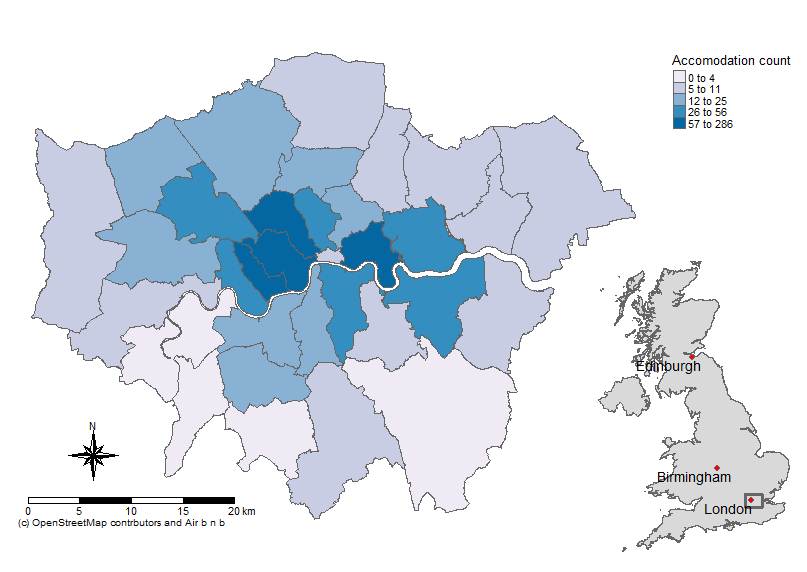 Accomodation count
0 to 4
5 to 11
12 to 25
26 to 56
57 to 286
Edinburgh
Birmingham
London
N
0 5 10 15 20 km
(c) OpenStreetMap contrbutors and Air b n b